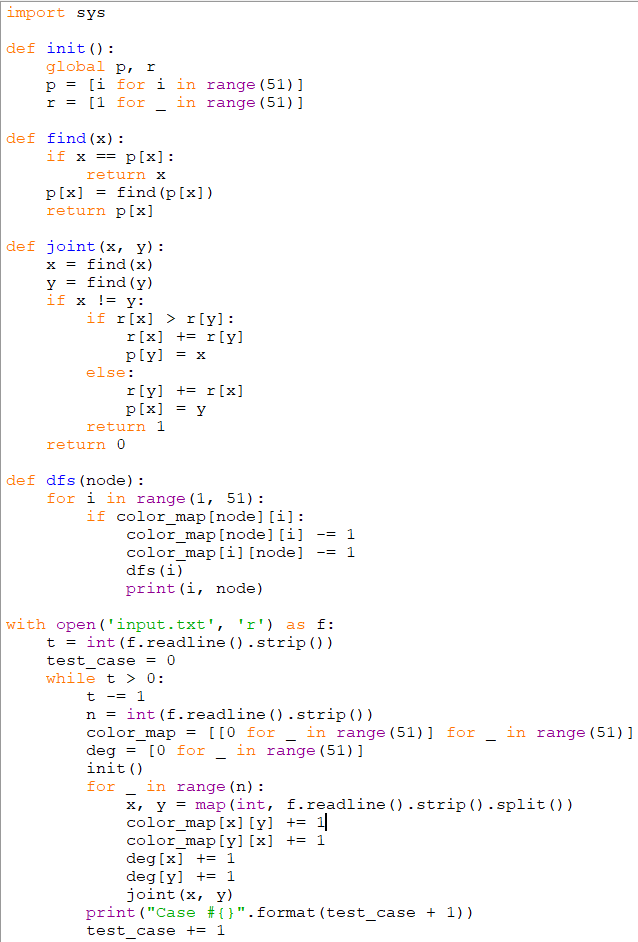 import sys

def init():
    global p, r
    p = [i for i in range(51)]
    r = [1 for _ in range(51)]

def find(x):
    if x == p[x]:
        return x
    p[x] = find(p[x])
    return p[x]

def joint(x, y):
    x = find(x)
    y = find(y)
    if x != y:
        if r[x] > r[y]:
            r[x] += r[y]
            p[y] = x
        else:
            r[y] += r[x]
            p[x] = y
        return 1
    return 0

def dfs(node):
    for i in range(1, 51):
        if color_map[node][i]:
            color_map[node][i] -= 1
            color_map[i][node] -= 1
            dfs(i)
            print(i, node)

with open('input.txt', 'r') as f:
    t = int(f.readline().strip())
    test_case = 0
    while t > 0:
        t -= 1
        n = int(f.readline().strip())
        color_map = [[0 for _ in range(51)] for _ in range(51)]
        deg = [0 for _ in range(51)]
        init()
        for _ in range(n):
            x, y = map(int, f.readline().strip().split())
            color_map[x][y] += 1
            color_map[y][x] += 1
            deg[x] += 1
            deg[y] += 1
            joint(x, y)
        print("Case #{}".format(test_case + 1))
        test_case += 1